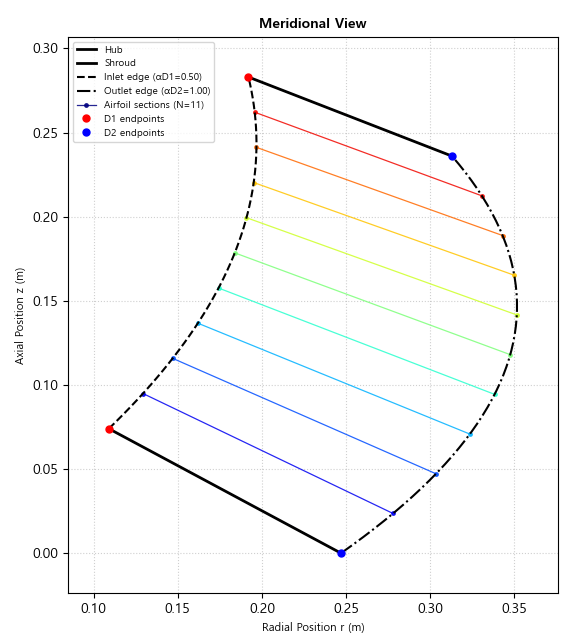 Meridional View
Hub
Shroud
Inlet edge (αD1=0.50)
Outlet edge (αD2=1.00)
Airfoil sections (N=11)
D1 endpoints
D2 endpoints
Axial Position z (m)
0.30
0.25
0.20
0.15
0.10
0.05
0.00
0.10 0.15 0.20 0.25 0.30 0.35
Radial Position r (m)